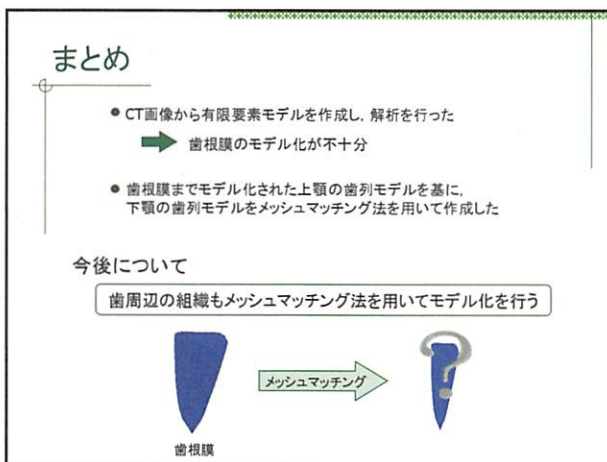 まとめ
● CT画像から有限要素モデルを作成し, 解析を行った
歯根膜のモデル化が不十分
● 歯根膜までモデル化された上顎の歯列モデルを基に,
下顎の歯列モデルをメッシュマッチング法を用いて作成した
今後について
歯周辺の組織もメッシュマッチング法を用いてモデル化を行う
メッシュマッチング
?
歯根膜